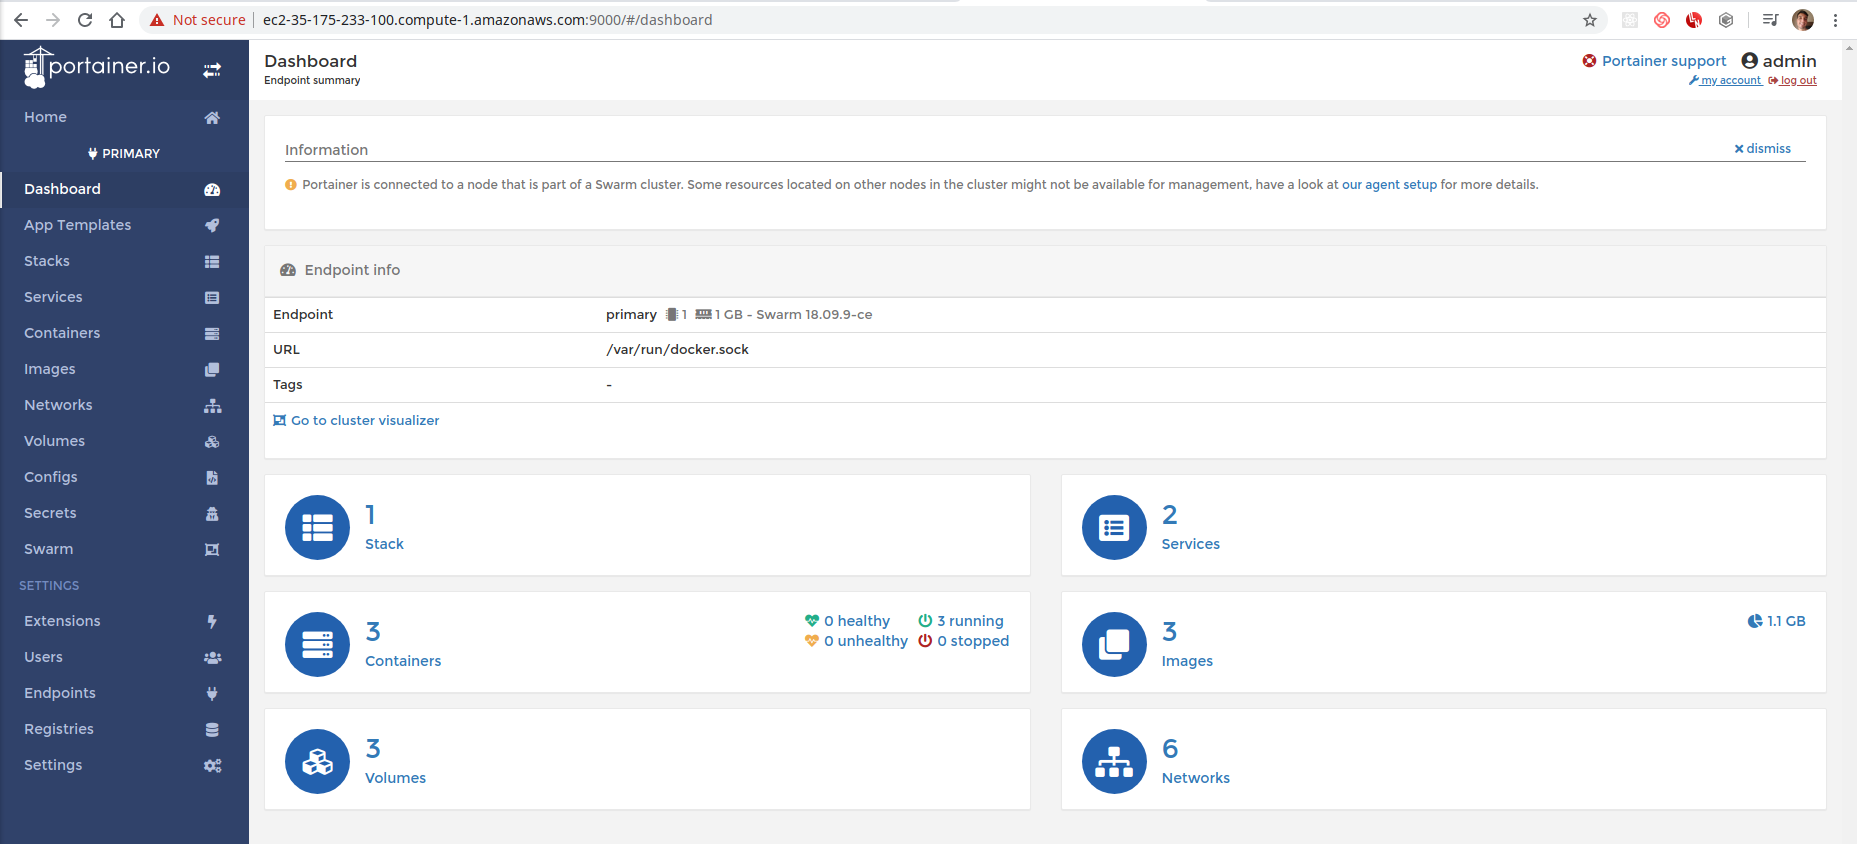 Not secure ec2-35-175-233-100.compute-1.amazonaws.com:9000/#/dashboard
portainer.io
Home
PRIMARY
Dashboard
App Templates
Stacks
Services
Containers
Images
Networks
Volumes
Configs
Secrets
Swarm
SETTINGS
Extensions
Users
Endpoints
Registries
Settings
Dashboard
Endpoint summary
Portainer support admin
my account log out
Information dismiss
Portainer is connected to a node that is part of a Swarm cluster. Some resources located on other nodes in the cluster might not be available for management, have a look at our agent setup for more details.
Endpoint info
Endpoint primary 1 1 GB - Swarm 18.09.9-ce
URL /var/run/docker.sock
Tags -
Go to cluster visualizer
1
Stack
2
Services
3
Containers
0 healthy 3 running
0 unhealthy 0 stopped
3
Images
1.1 GB
3
Volumes
6
Networks